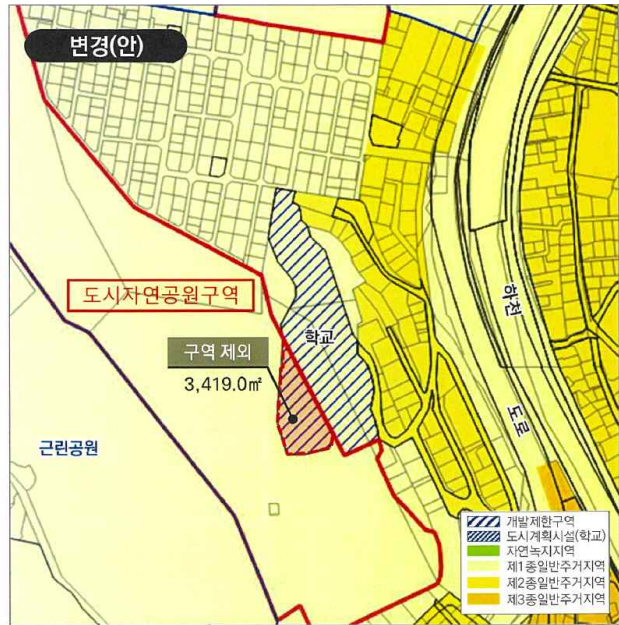 변경(안)
도시자연공원구역
구역 제외
3,419.0㎡
학교
하천
도로
근린공원
개발제한구역
도시계획시설(학교)
자연녹지지역
제1종일반주거지역
제2종일반주거지역
제3종일반주거지역